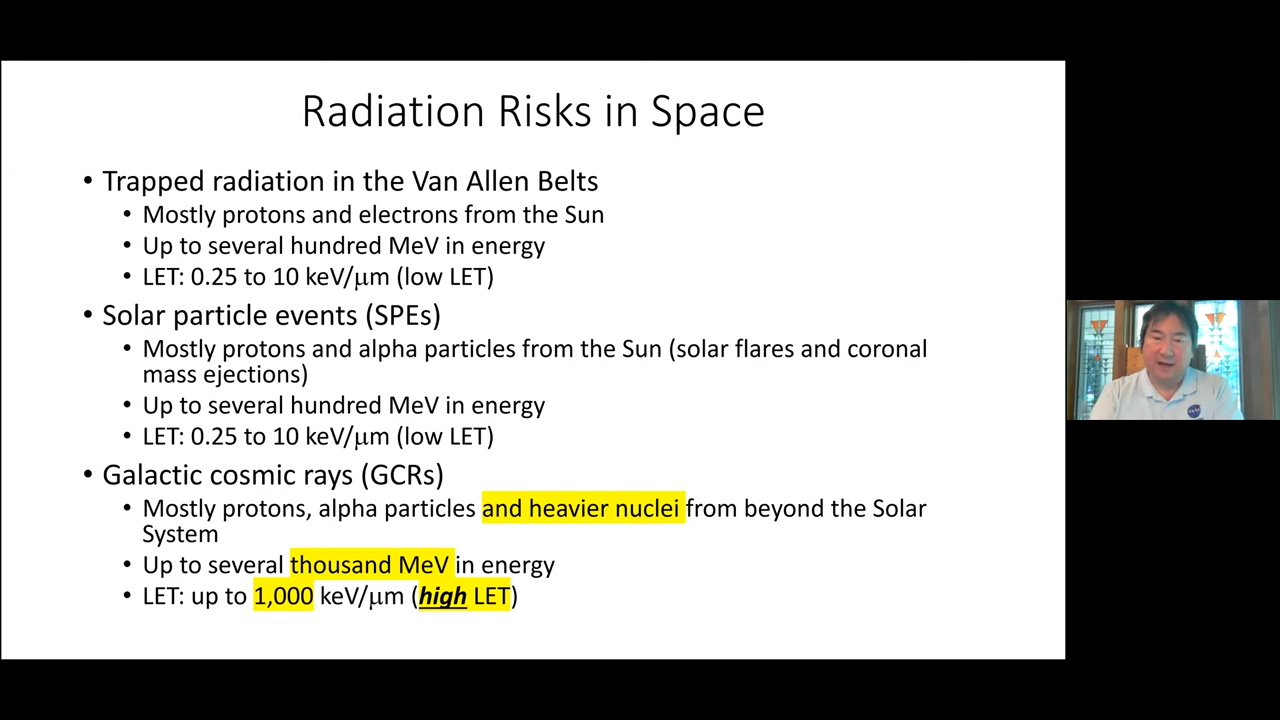 Radiation Risks in Space
• Trapped radiation in the Van Allen Belts
• Mostly protons and electrons from the Sun
• Up to several hundred MeV in energy
• LET: 0.25 to 10 keV/μm (low LET)
• Solar particle events (SPEs)
• Mostly protons and alpha particles from the Sun (solar flares and coronal
mass ejections)
• Up to several hundred MeV in energy
• LET: 0.25 to 10 keV/μm (low LET)
• Galactic cosmic rays (GCRs)
• Mostly protons, alpha particles and heavier nuclei from beyond the Solar
System
• Up to several thousand MeV in energy
• LET: up to 1,000 keV/μm (high LET)